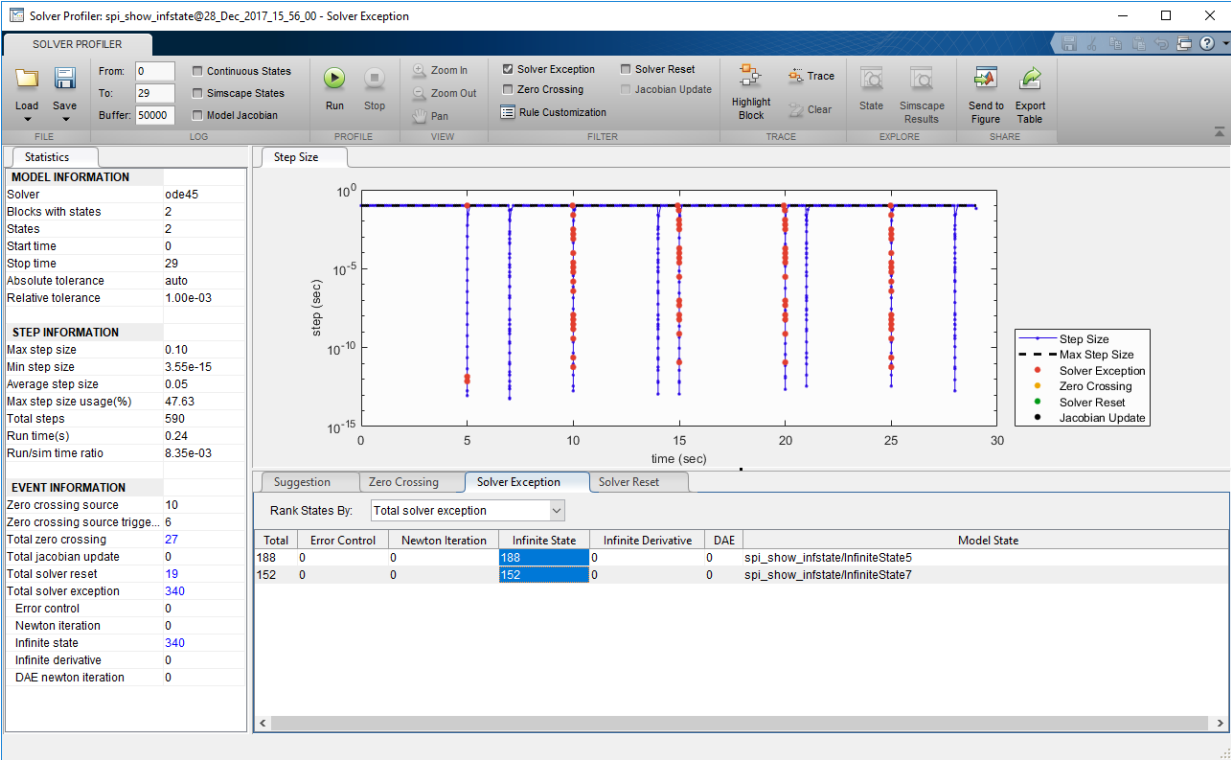 Solver Profiler: spi_show_infstate@28_Dec_2017_15_56_00 - Solver Exception
SOLVER PROFILER
Load
Save
From: 0
To: 29
Buffer: 50000
Continuous States
Simscape States
Model Jacobian
Run
Stop
Zoom In
Zoom Out
Pan
Solver Exception
Solver Reset
Zero Crossing
Jacobian Update
Rule Customization
Highlight
Block
Trace
Clear
State
Simscape
Results
Send to
Figure
Export
Table
FILE LOG PROFILE VIEW FILTER TRACE EXPLORE SHARE
Statistics
MODEL INFORMATION
Solver ode45
Blocks with states 2
States 2
Start time 0
Stop time 29
Absolute tolerance auto
Relative tolerance 1.00e-03
STEP INFORMATION
Max step size 0.10
Min step size 3.55e-15
Average step size 0.05
Max step size usage(%) 47.63
Total steps 590
Run time(s) 0.24
Run/sim time ratio 8.35e-03
EVENT INFORMATION
Zero crossing source 10
Zero crossing source trigge... 6
Total zero crossing 27
Total jacobian update 0
Total solver reset 19
Total solver exception 340
Error control 0
Newton iteration 0
Infinite state 340
Infinite derivative 0
DAE newton iteration 0
Step Size
10^0
10^-5
10^-10
10^-15
step (sec)
0 5 10 15 20 25 30
time (sec)
Step Size
Max Step Size
Solver Exception
Zero Crossing
Solver Reset
Jacobian Update
Suggestion Zero Crossing Solver Exception Solver Reset
Rank States By: Total solver exception
Total Error Control Newton Iteration Infinite State Infinite Derivative DAE Model State
188 0 0 188 0 0 spi_show_infstate/InfiniteState5
152 0 0 152 0 0 spi_show_infstate/InfiniteState7